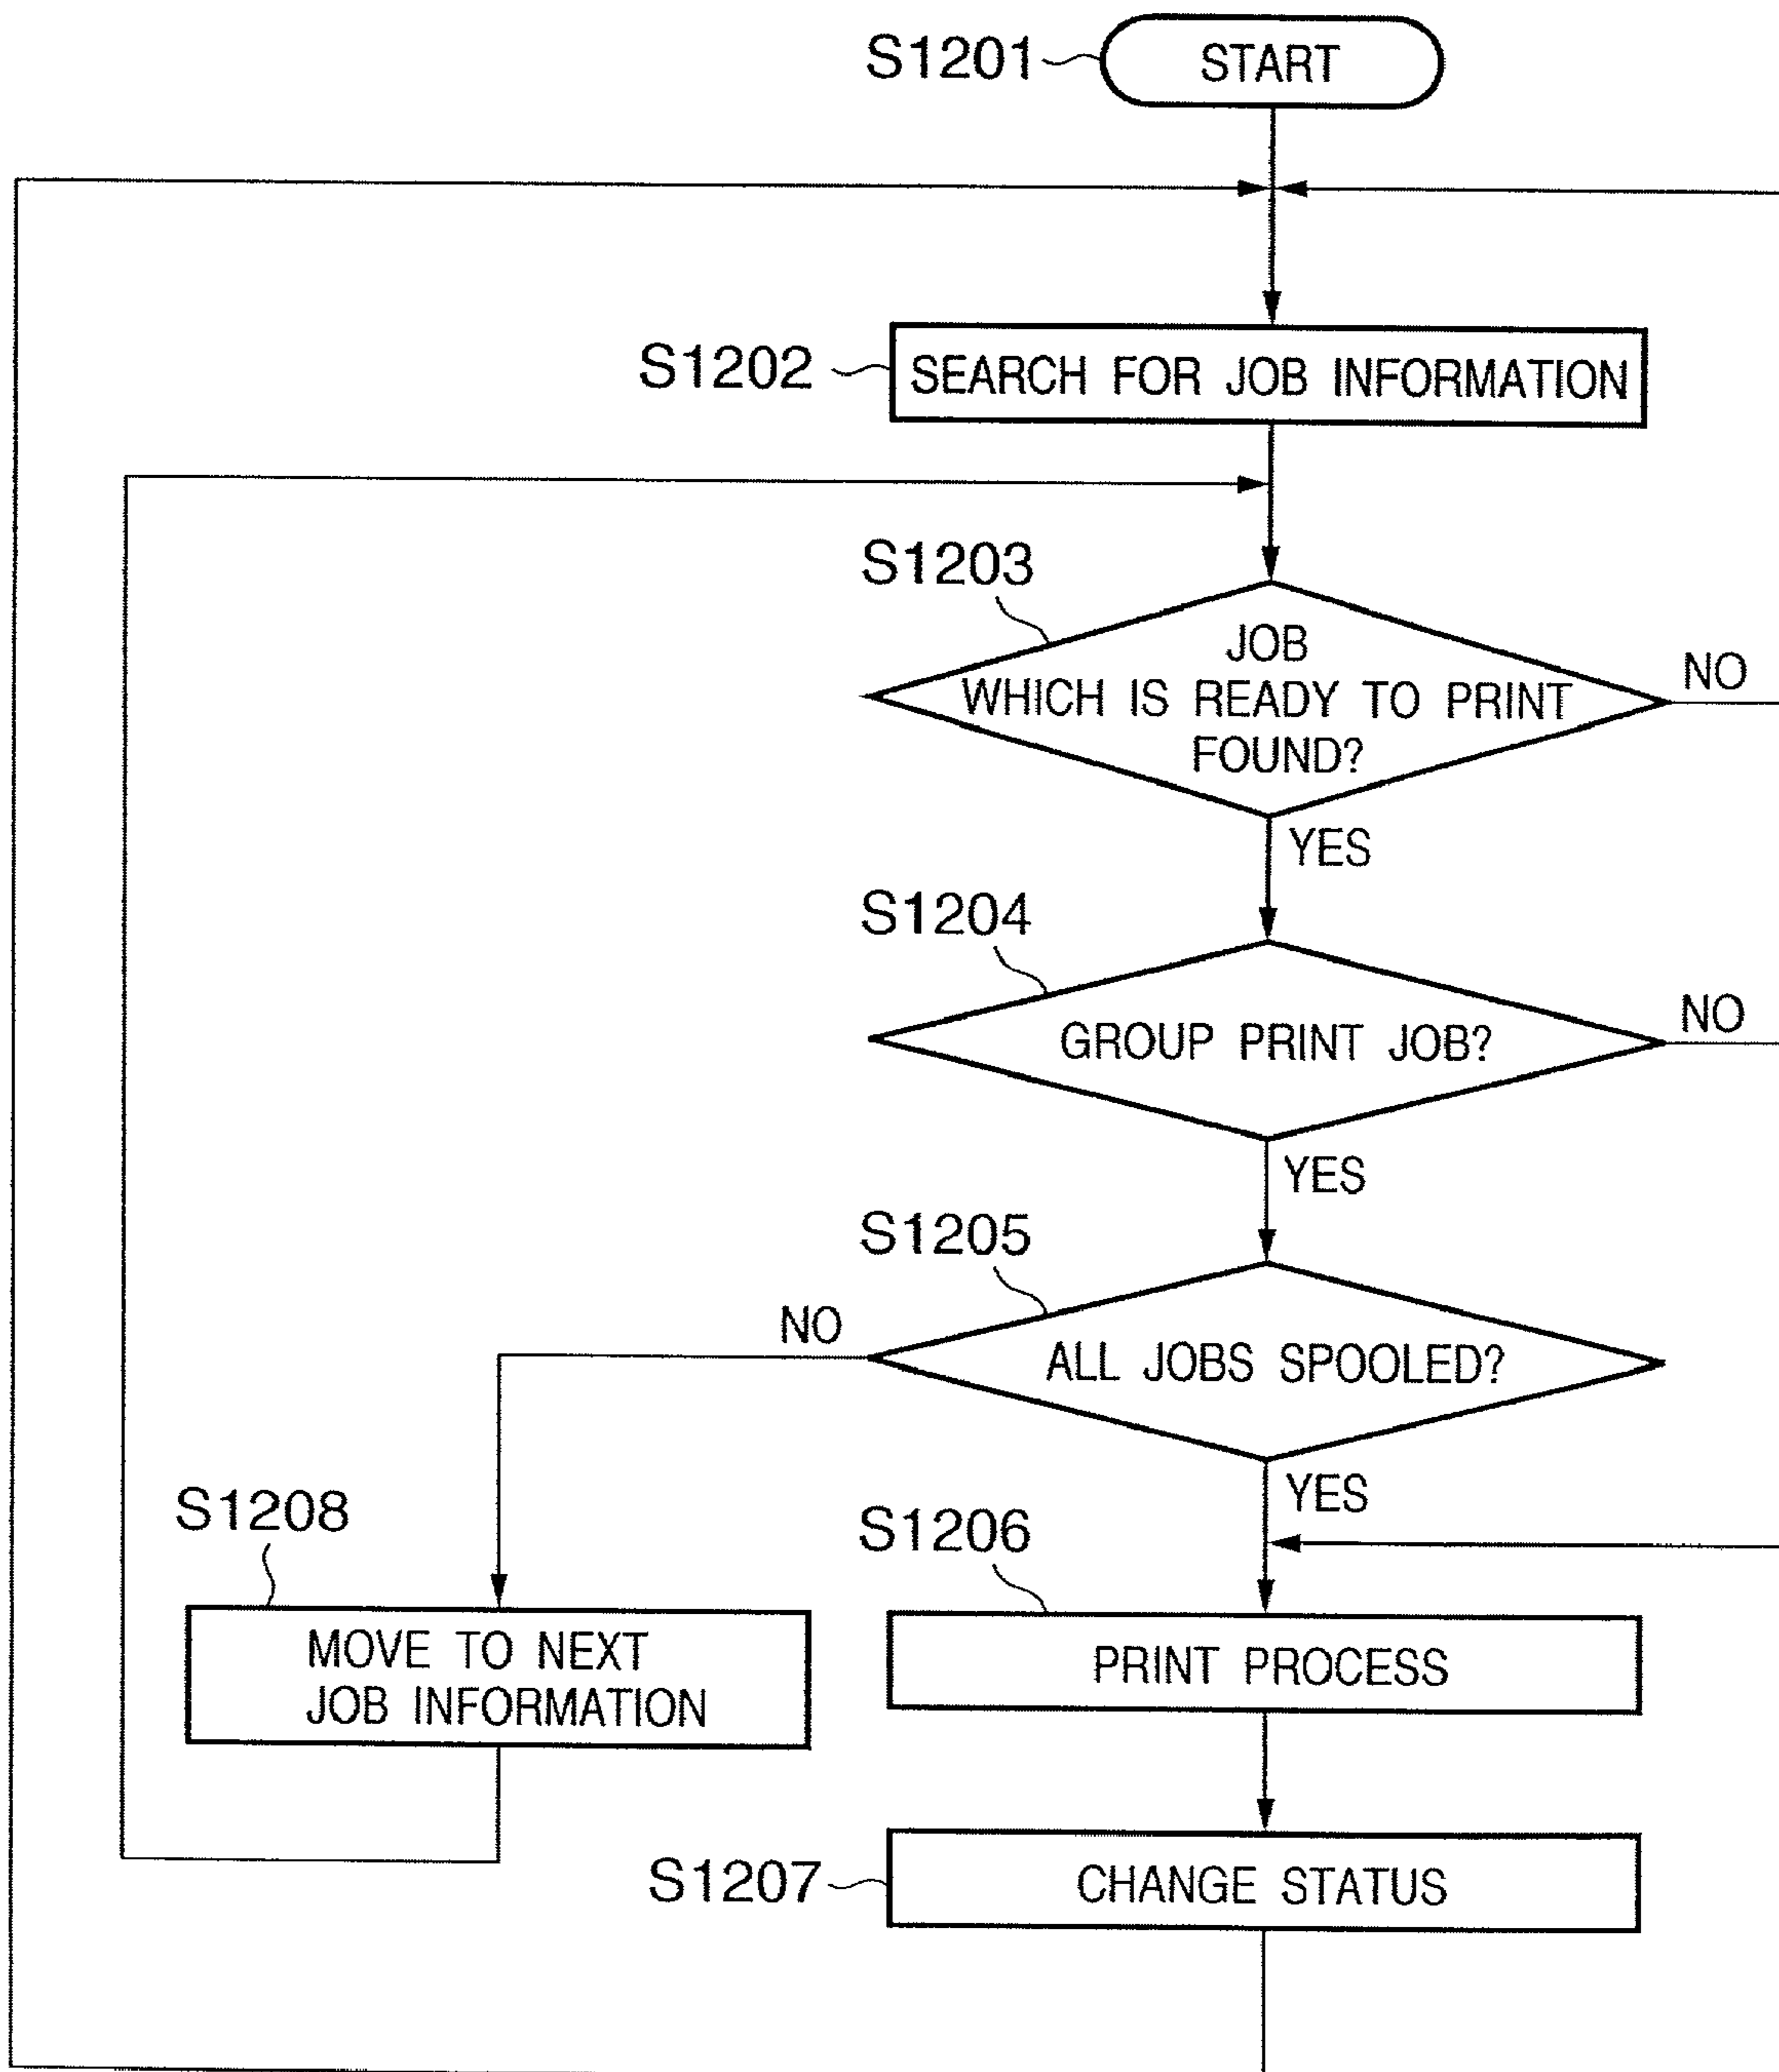 S1201
START
S1202
SEARCH FOR JOB INFORMATION
S1203
JOB
WHICH IS READY TO PRINT
FOUND?
NO
YES
S1204
GROUP PRINT JOB?
NO
YES
S1205
NO
ALL JOBS SPOOLED?
YES
S1208
MOVE TO NEXT
JOB INFORMATION
S1206
PRINT PROCESS
S1207
CHANGE STATUS